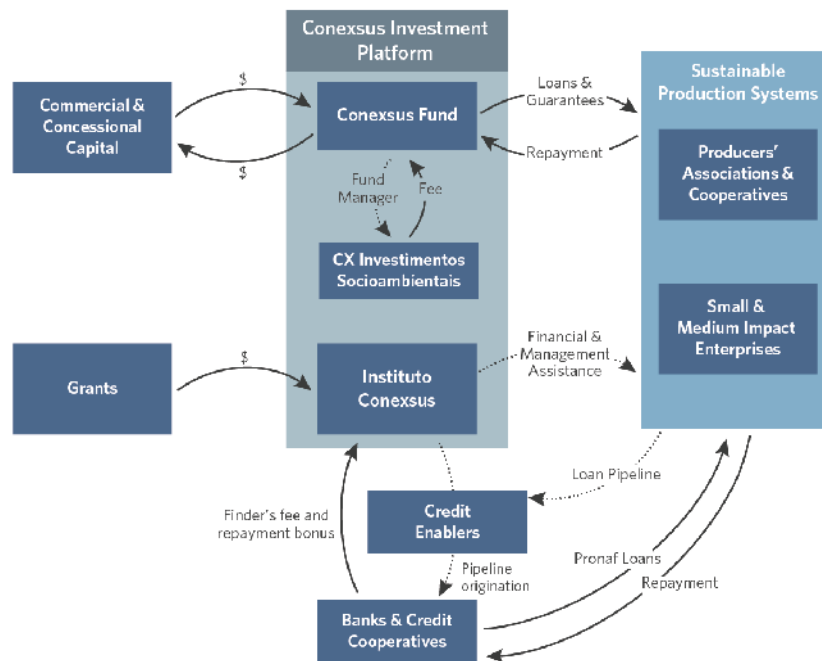 Conexsus Investment
Platform
Commercial &
Concessional
Capital
$
$
Conexsus Fund
Loans &
Guarantees
Repayment
Sustainable
Production Systems
Producers'
Associations &
Cooperatives
Fund
Manager
Fee
CX Investimentos
Socioambientais
Small &
Medium Impact
Enterprises
Grants
$
Instituto
Conexsus
Financial &
Management
Assistance
Loan Pipeline
Finder's fee and
repayment bonus
Credit
Enablers
Pipeline
origination
Pronaf Loans
Repayment
Banks & Credit
Cooperatives